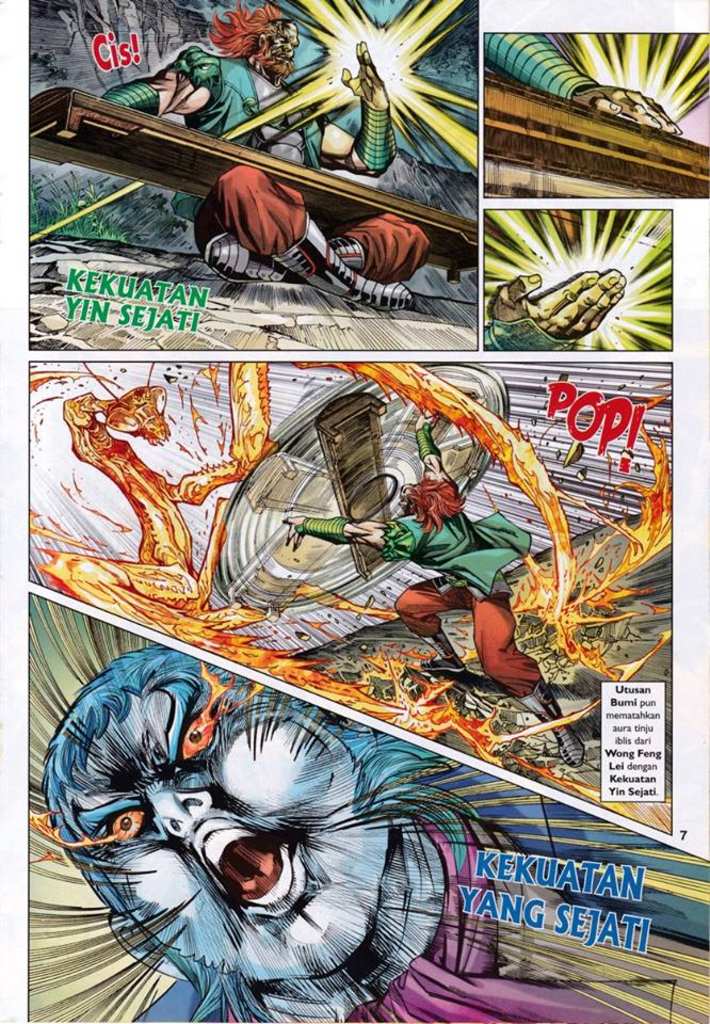 Cis!
KEKUATAN
YIN SEJATI
POP!
Utusan
Bumi pun
mematahkan
aura tinju
iblis dari
Wong Feng
Lei dengan
Kekuatan
Yin Sejati.
7
KEKUATAN
YANG SEJATI